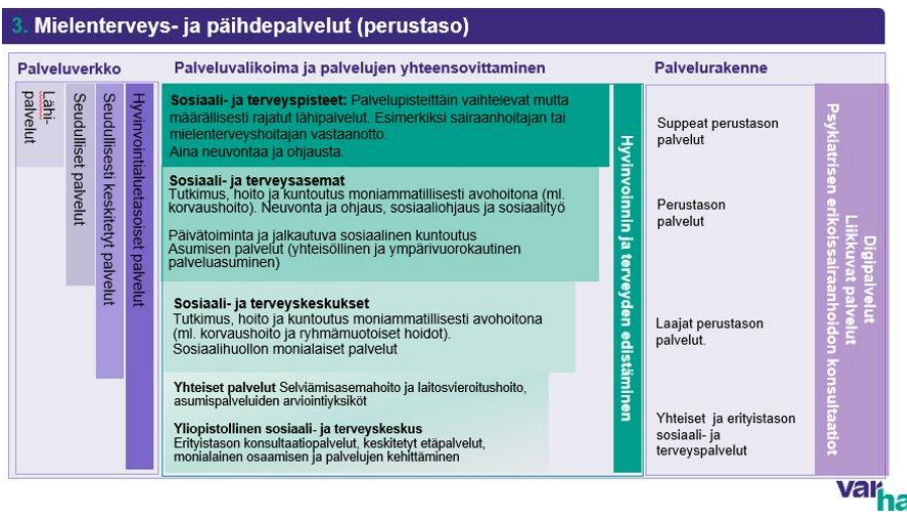 3. Mielenterveys- ja päihdepalvelut (perustaso)
Palveluverkko
Palveluvalikoima ja palvelujen yhteensovittaminen
Palvelurakenne
Lähi-
palvelut
Seudulliset palvelut
Seudullisesti keskitetyt palvelut
Hyvinvointialuetasoiset palvelut
Sosiaali- ja terveyspisteet: Palvelupisteittäin vaihtelevat mutta
määrällisesti rajatut lähipalvelut. Esimerkiksi sairaanhoitajan tai
mielenterveyshoitajan vastaanotto.
Aina neuvontaa ja ohjausta.
Sosiaali- ja terveysasemat
Tutkimus, hoito ja kuntoutus moniammatillisesti avohoitona (ml.
korvaushoito). Neuvonta ja ohjaus, sosiaaliohjaus ja sosiaalityö
Päivätoiminta ja jalkautuva sosiaalinen kuntoutus
Asumisen palvelut (yhteisöllinen ja ympärivuorokautinen
palveluasuminen)
Sosiaali- ja terveyskeskukset
Tutkimus, hoito ja kuntoutus moniammatillisesti avohoitona
(ml. korvaushoito ja ryhmämuotoiset hoidot).
Sosiaalihuollon monialaiset palvelut
Yhteiset palvelut Selviämisasemahoito ja laitosvieroitushoito,
asumispalveluiden arviointiyksiköt
Yliopistollinen sosiaali- ja terveyskeskus
Erityistason konsultaatiopalvelut, keskitetyt etäpalvelut,
monialainen osaamisen ja palvelujen kehittäminen
Hyvinvoinnin ja terveyden edistäminen
Suppeat perustason
palvelut
Perustason
palvelut
Laajat perustason
palvelut.
Yhteiset ja erityistason
sosiaali- ja
terveyspalvelut
Digipalvelut
Liikkuvat palvelut
Psykiatrisen erikoissairaanhoidon konsultaatiot
varha